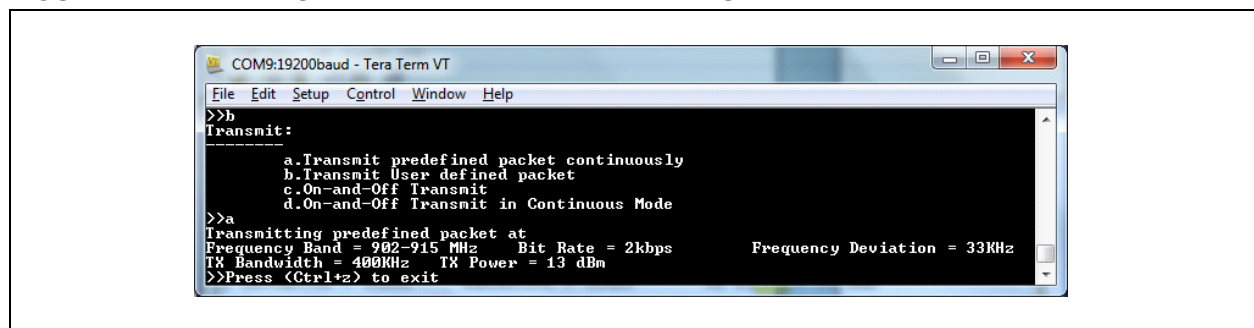 COM9:19200baud - Tera Term VT
File Edit Setup Control Window Help
>>b
Transmit:
--------
a.Transmit predefined packet continuously
b.Transmit User defined packet
c.On-and-Off Transmit
d.On-and-Off Transmit in Continuous Mode
>>a
Transmitting predefined packet at
Frequency Band = 902-915 MHz Bit Rate = 2kbps Frequency Deviation = 33KHz
TX Bandwidth = 400KHz TX Power = 13 dBm
>>Press (Ctrl+z) to exit